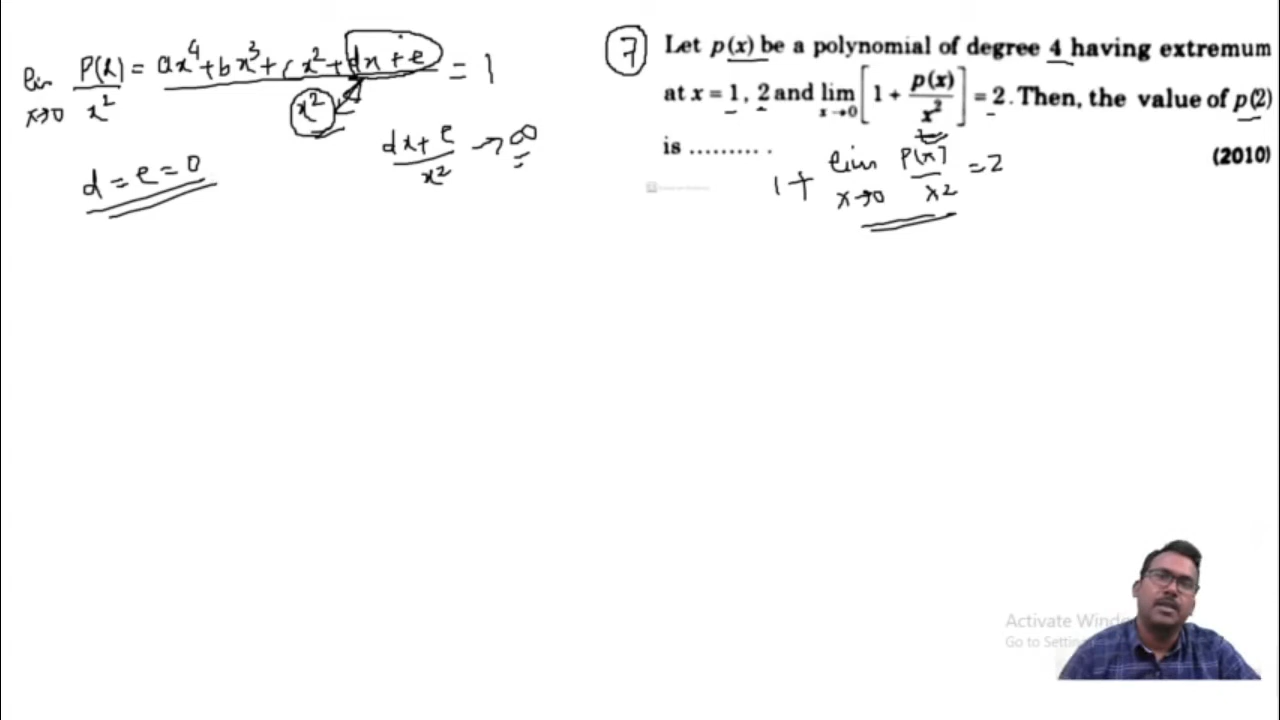 lim x→0 P(x)/x² = ax⁴+bx³+cx²+dx+e / x² = 1
dx+e / x² → ∞
d = e = 0
7 Let p(x) be a polynomial of degree 4 having extremum
at x = 1, 2 and lim x→0 [1 + p(x)/x²] = 2. Then, the value of p(2)
is ......... .
(2010)
1 + lim x→0 P(x)/x² = 2
Activate Wind
Go to Settin